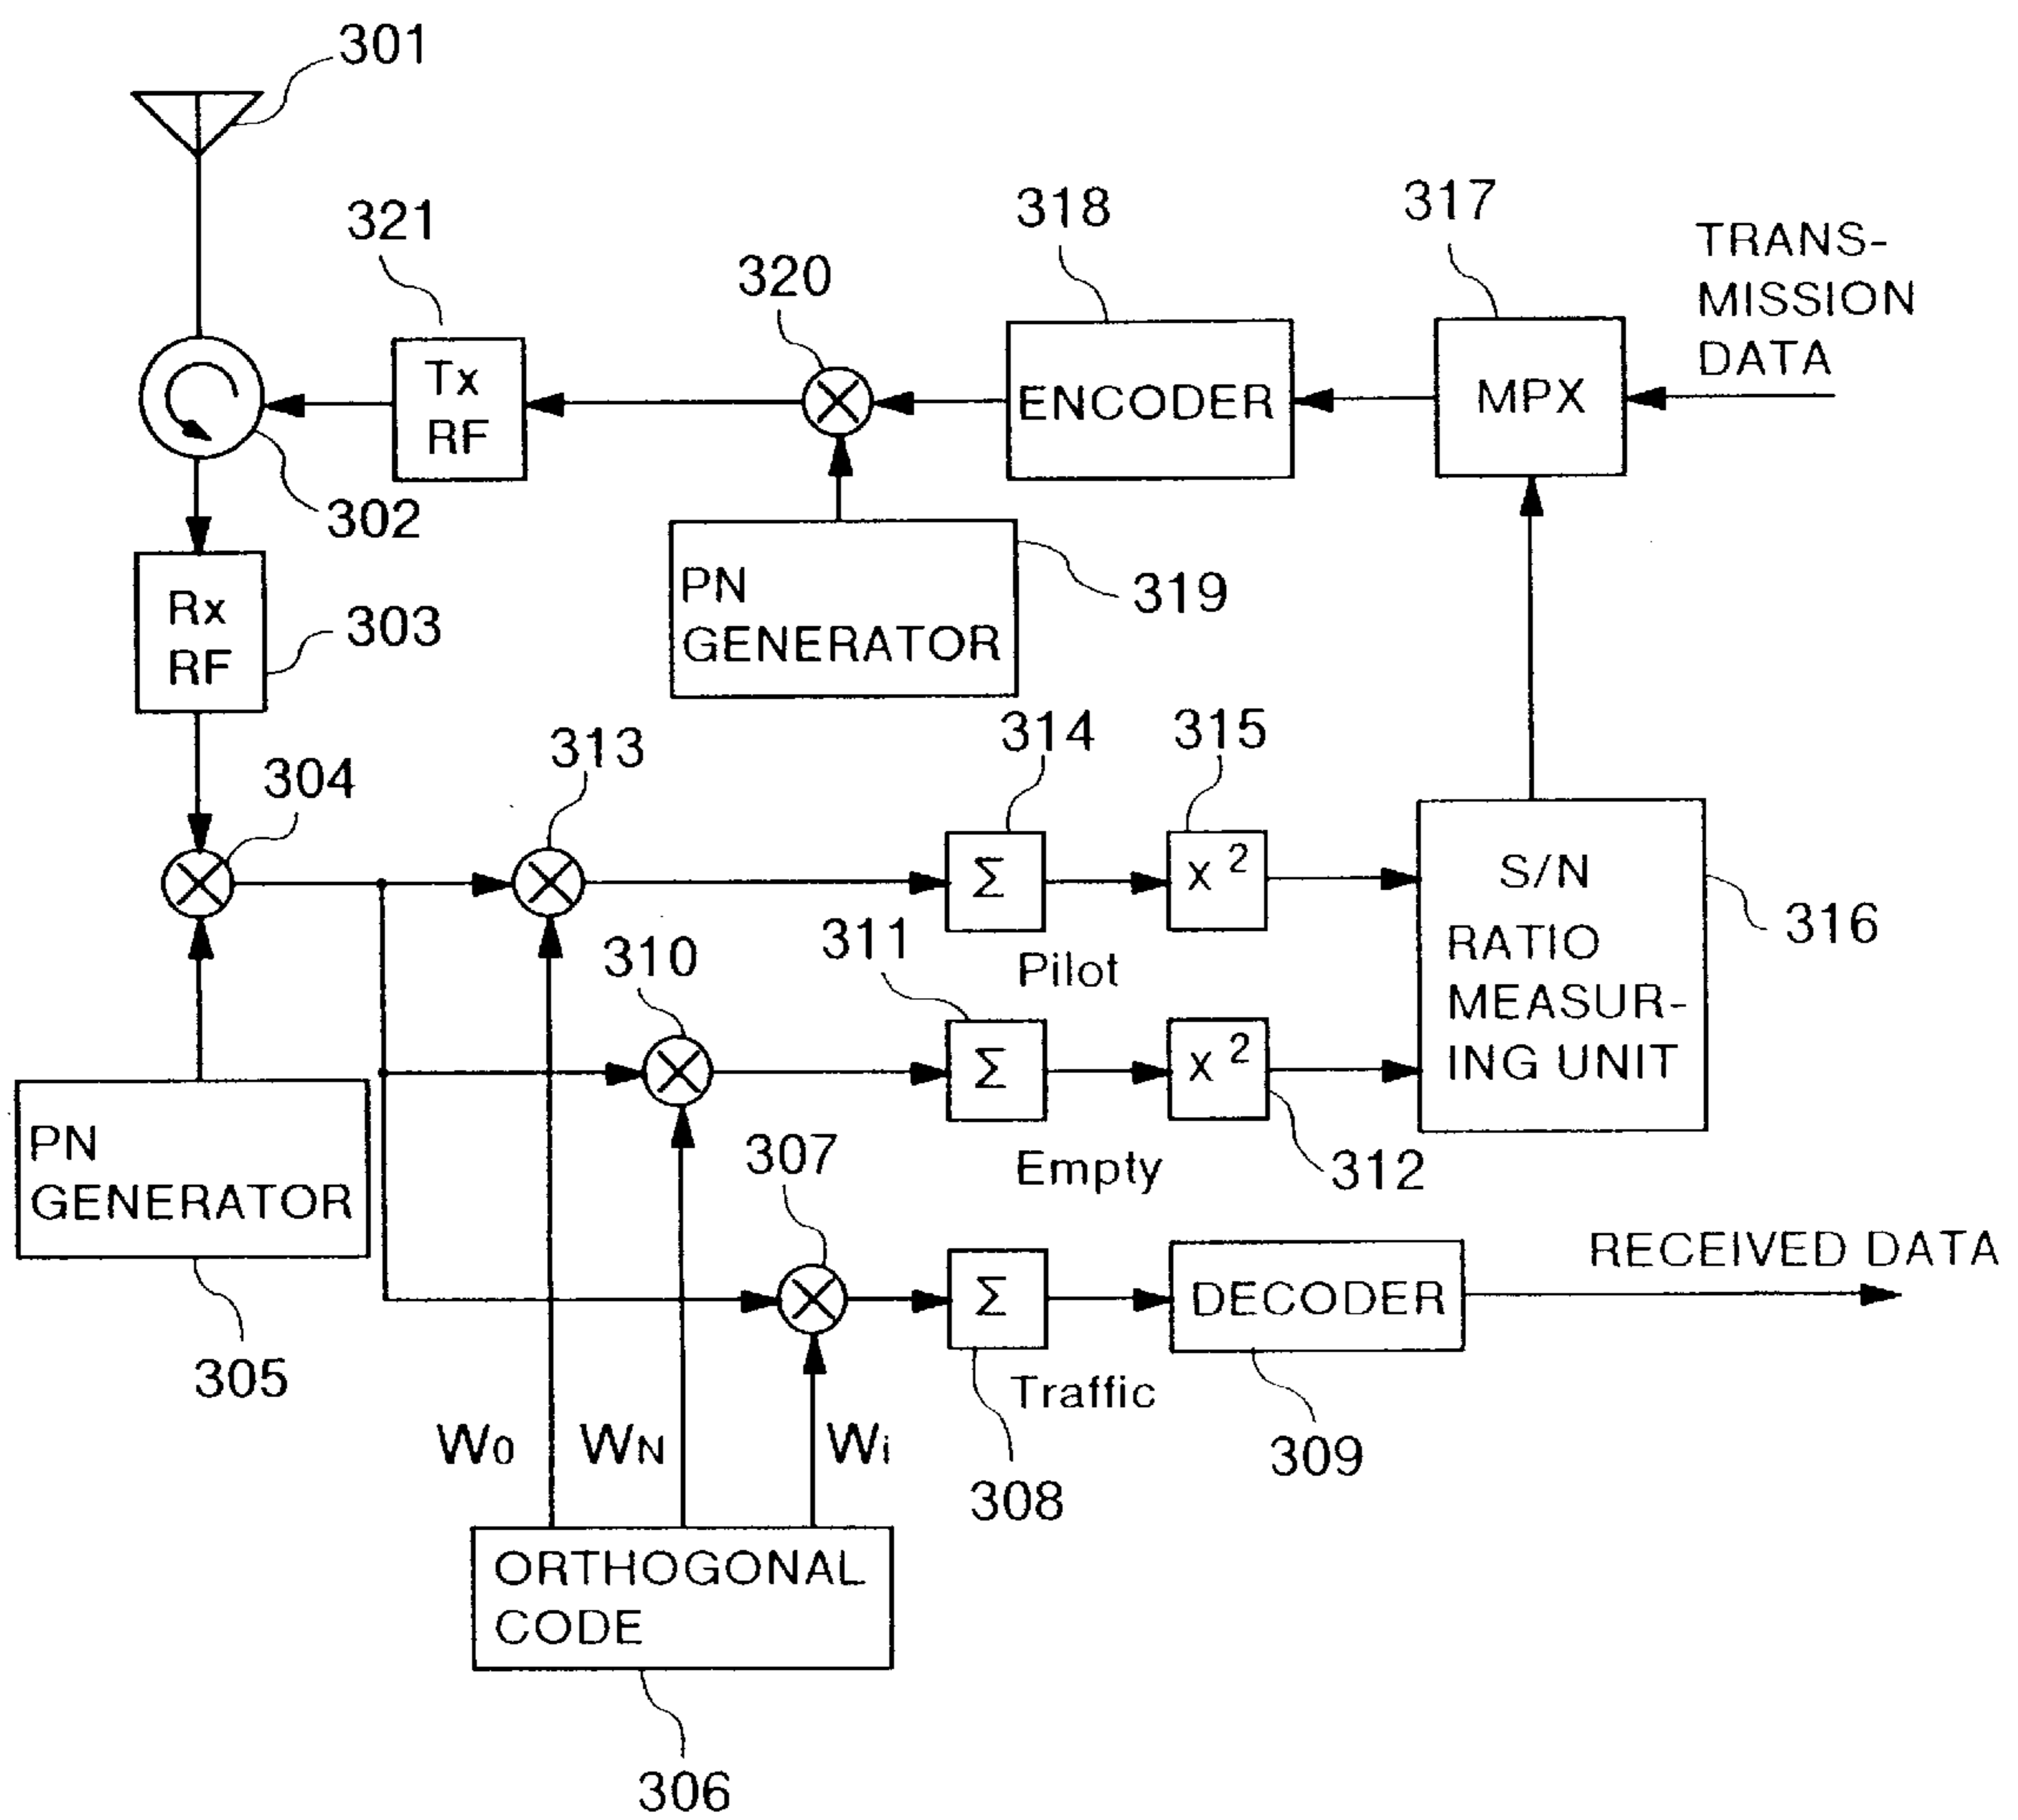 301
321
320
318
317
TRANS-
MISSION
DATA
Tx
RF
ENCODER
MPX
302
PN
GENERATOR
319
Rx
RF
303
304
313
314
315
Σ
x 2
S/N
RATIO
MEASUR-
ING UNIT
316
Pilot
310
311
Σ
x 2
Empty
312
PN
GENERATOR
305
307
Σ
DECODER
RECEIVED DATA
Traffic
308
309
W0
WN
Wi
ORTHOGONAL
CODE
306